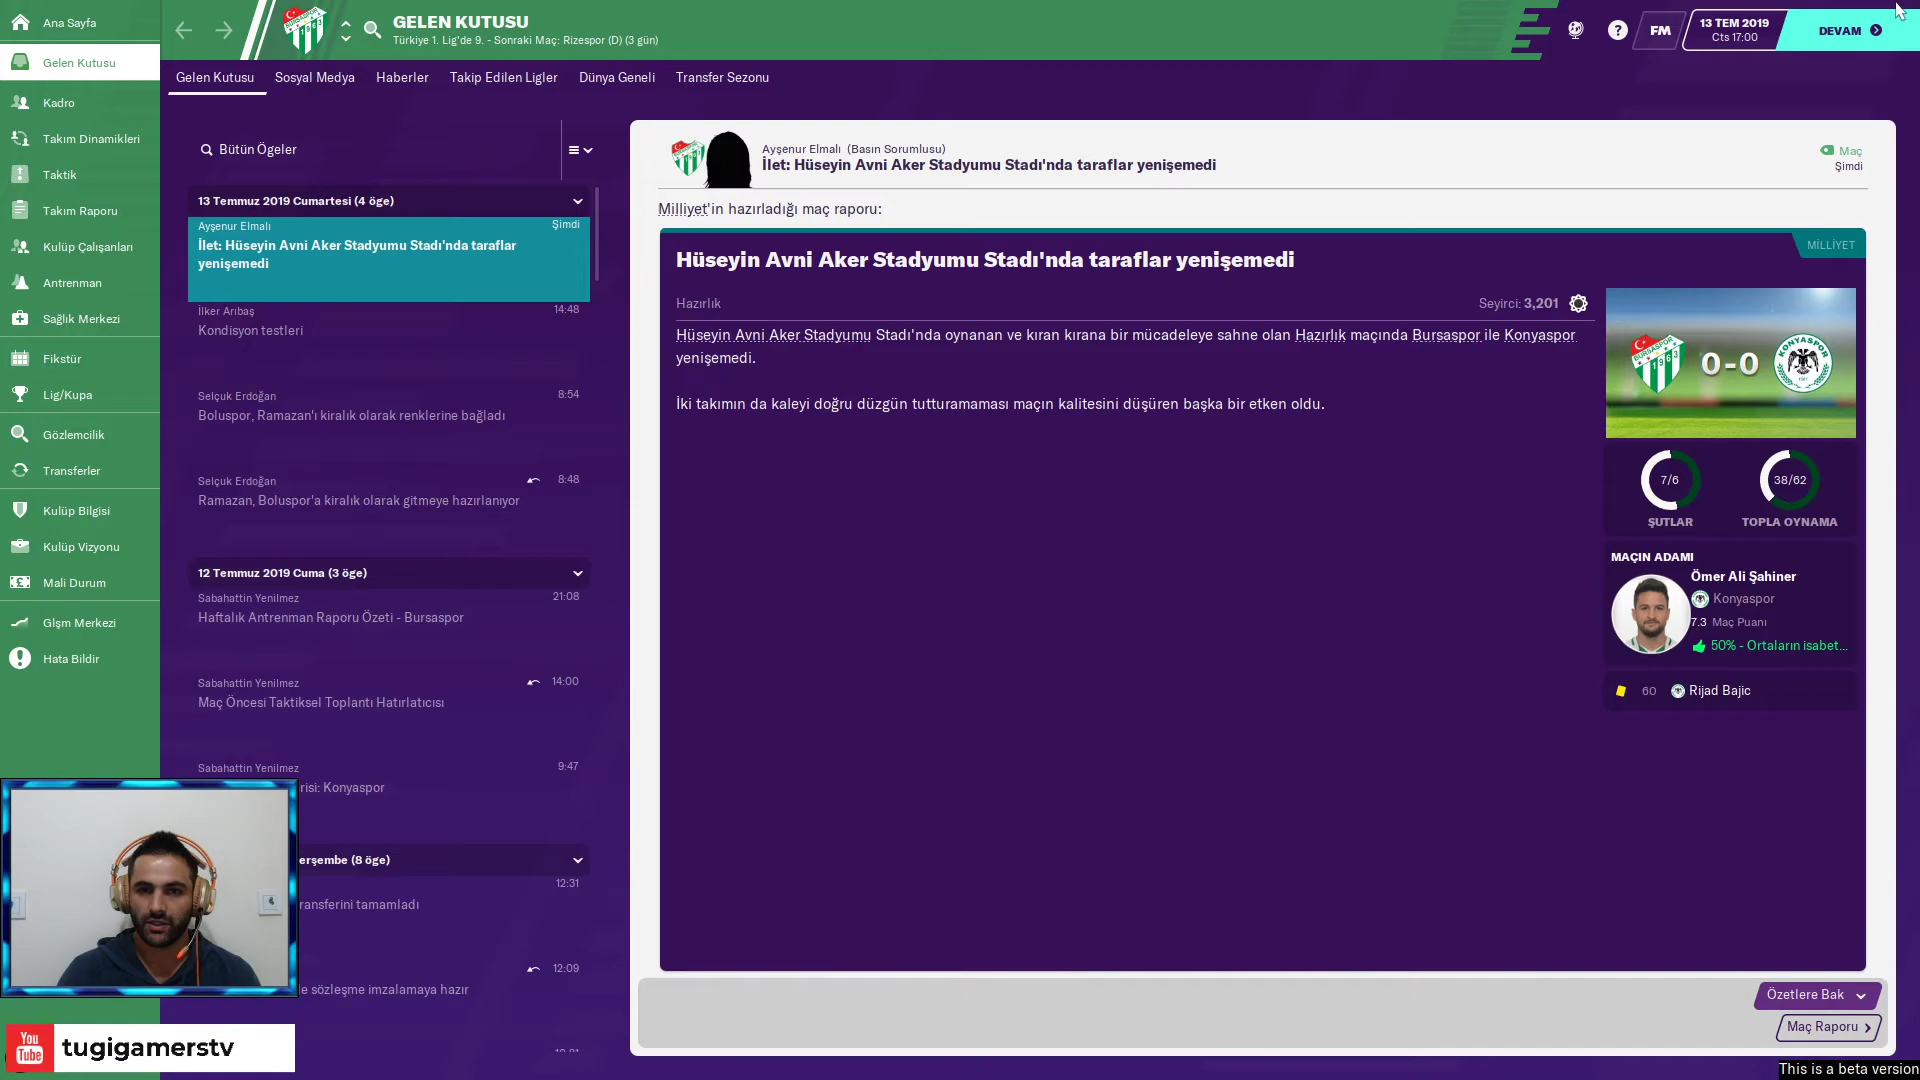 Ana Sayfa
Gelen Kutusu
Kadro
Takım Dinamikleri
Taktik
Takım Raporu
Kulüp Çalışanları
Antrenman
Sağlık Merkezi
Fikstür
Lig/Kupa
Gözlemcilik
Transferler
Kulüp Bilgisi
Kulüp Vizyonu
Mali Durum
Glşm Merkezi
Hata Bildir
GELEN KUTUSU
Türkiye 1. Lig'de 9. - Sonraki Maç: Rizespor (D) (3 gün)
FM
13 TEM 2019
Cts 17:00
DEVAM
Gelen Kutusu Sosyal Medya Haberler Takip Edilen Ligler Dünya Geneli Transfer Sezonu
Bütün Ögeler
13 Temmuz 2019 Cumartesi (4 öge)
Ayşenur Elmalı Şimdi
İlet: Hüseyin Avni Aker Stadyumu Stadı'nda taraflar
yenişemedi
İlker Arıbaş 14:48
Kondisyon testleri
Selçuk Erdoğan 8:54
Boluspor, Ramazan'ı kiralık olarak renklerine bağladı
Selçuk Erdoğan 8:48
Ramazan, Boluspor'a kiralık olarak gitmeye hazırlanıyor
12 Temmuz 2019 Cuma (3 öge)
Sabahattin Yenilmez 21:08
Haftalık Antrenman Raporu Özeti - Bursaspor
Sabahattin Yenilmez 14:00
Maç Öncesi Taktiksel Toplantı Hatırlatıcısı
Sabahattin Yenilmez 9:47
risi: Konyaspor
erşembe (8 öge)
12:31
ransferini tamamladı
12:09
e sözleşme imzalamaya hazır
Ayşenur Elmalı (Basın Sorumlusu)
İlet: Hüseyin Avni Aker Stadyumu Stadı'nda taraflar yenişemedi
Maç
Şimdi
Milliyet'in hazırladığı maç raporu:
MİLLİYET
Hüseyin Avni Aker Stadyumu Stadı'nda taraflar yenişemedi
Hazırlık Seyirci: 3,201
Hüseyin Avni Aker Stadyumu Stadı'nda oynanan ve kıran kırana bir mücadeleye sahne olan Hazırlık maçında Bursaspor ile Konyaspor
yenişemedi.
İki takımın da kaleyi doğru düzgün tutturamaması maçın kalitesini düşüren başka bir etken oldu.
BURSASPOR
1963
0-0
KONYASPOR
7/6 38/62
ŞUTLAR TOPLA OYNAMA
MAÇIN ADAMI
Ömer Ali Şahiner
Konyaspor
7.3 Maç Puanı
50% - Ortaların isabet...
60 Rijad Bajic
Özetlere Bak
Maç Raporu
You
Tube
tugigamerstv
This is a beta version